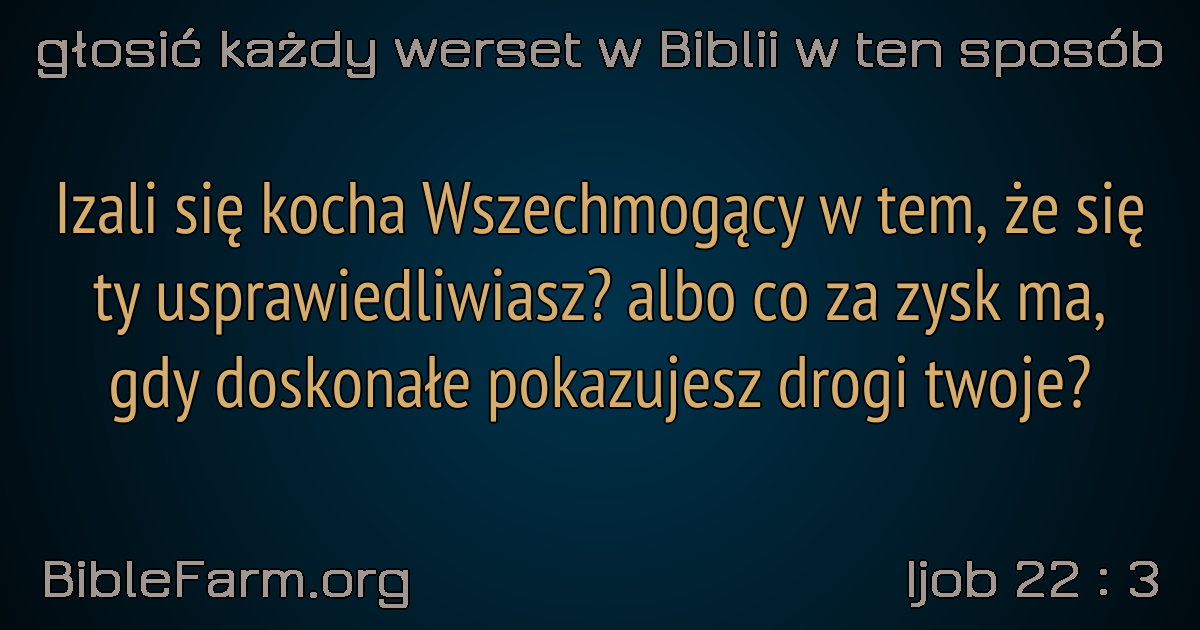 głosić każdy werset w Biblii w ten sposób
Izali się kocha Wszechmogący w tem, że się
ty usprawiedliwiasz? albo co za zysk ma,
gdy doskonałe pokazujesz drogi twoje?
BibleFarm.org
Ijob 22 : 3